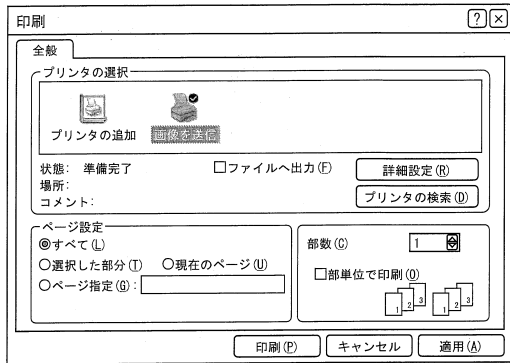 印刷
?
×
全般
プリンタの選択
プリンタの追加
画像を送信
状態: 準備完了
□ファイルへ出力(F)
詳細設定(R)
場所:
コメント:
プリンタの検索(D)
ページ設定
◉すべて(L)
○選択した部分(T) ○現在のページ(U)
○ページ指定(G):
部数(C)
1
□部単位で印刷(O)
1 2 3 1 2 3
印刷(P)
キャンセル
適用(A)